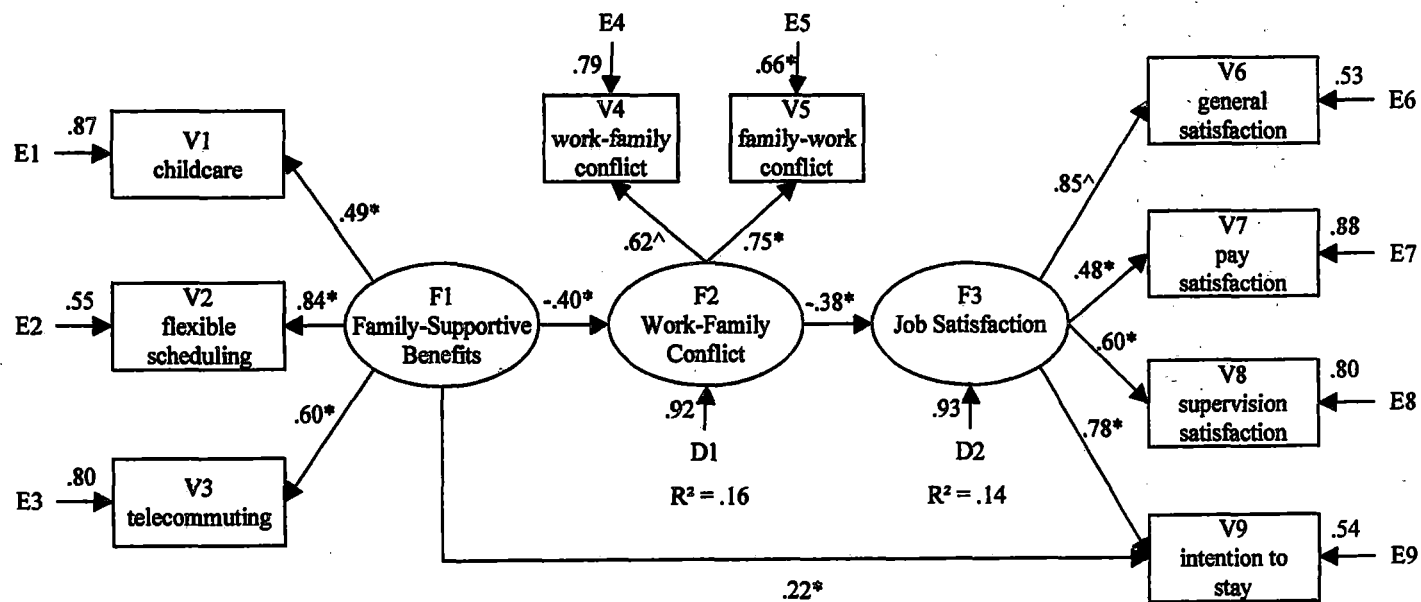 E4
E5
.79
.66*
V4
work-family
conflict
V5
family-work
conflict
V6
general
satisfaction
.53
E6
.87
E1
V1
childcare
.49*
.62^
.75*
.85^
V7
pay
satisfaction
.88
E7
.48*
.55
E2
V2
flexible
scheduling
.84*
F1
Family-Supportive
Benefits
-.40*
F2
Work-Family
Conflict
-.38*
F3
Job Satisfaction
.60*
V8
supervision
satisfaction
.80
E8
.60*
.92
D1
R² = .16
.93
D2
R² = .14
.78*
.80
E3
V3
telecommuting
V9
intention to
stay
.54
E9
.22*